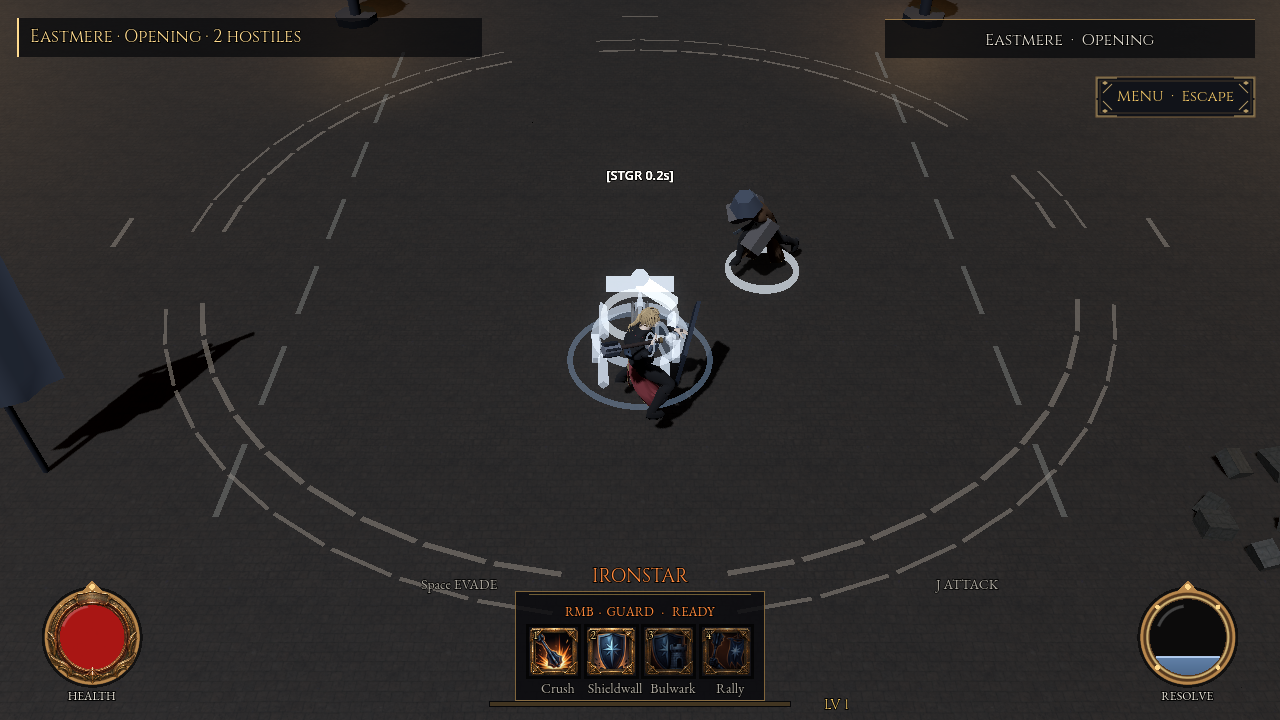 Eastmere · Opening · 2 hostiles
Eastmere · Opening
MENU · Escape
[STGR 0.2s]
Space EVADE
IRONSTAR
J ATTACK
RMB · GUARD · READY
1 2 3 4
Crush Shieldwall Bulwark Rally
HEALTH
RESOLVE
LV 1